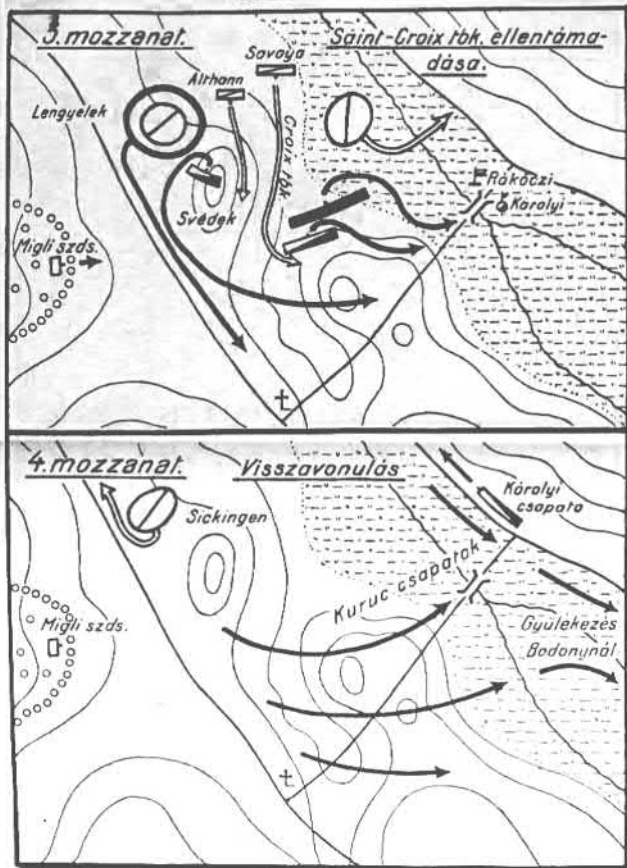 3. mozzanat.
Saint-Croix tbk. ellentáma-
dása.
Savoya
Althann
Lengyelek
Croix tbk
Rákóczi
Károlyi
Svédek
Migli szds.
t.
4. mozzanat.
Visszavonulás
Károlyi
csapata
Sickingen
Kuruc csapatok
Gyülekezés
Bodonynál
Migli szds.
t.